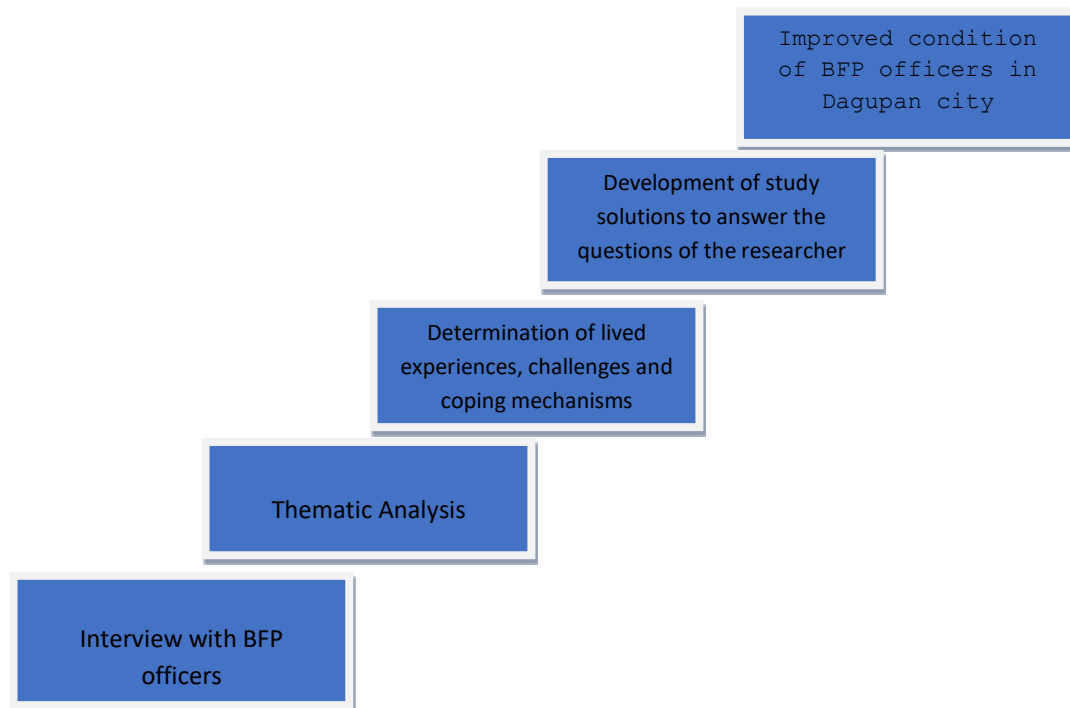 Improved condition
of BFP officers in
Dagupan city
Development of study
solutions to answer the
questions of the researcher
Determination of lived
experiences, challenges and
coping mechanisms
Thematic Analysis
Interview with BFP
officers